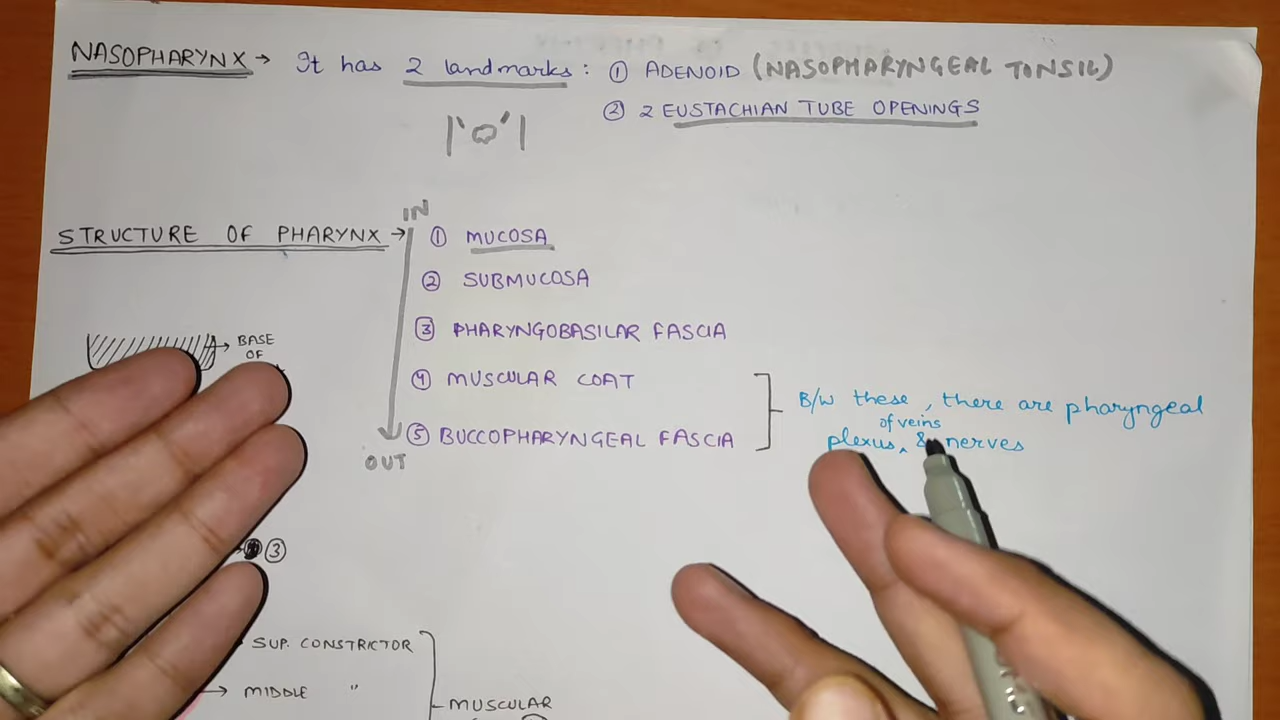 NASOPHARYNX → It has 2 landmarks : ① ADENOID (NASOPHARYNGEAL TONSIL)
② 2 EUSTACHIAN TUBE OPENINGS
STRUCTURE OF PHARYNX →
IN
① MUCOSA
② SUBMUCOSA
③ PHARYNGOBASILAR FASCIA
④ MUSCULAR COAT
⑤ BUCCOPHARYNGEAL FASCIA
OUT
B/W these, there are pharyngeal
of veins
plexus, & nerves
→ BASE
OF
③
SUP. CONSTRICTOR
→ MIDDLE "
MUSCULAR